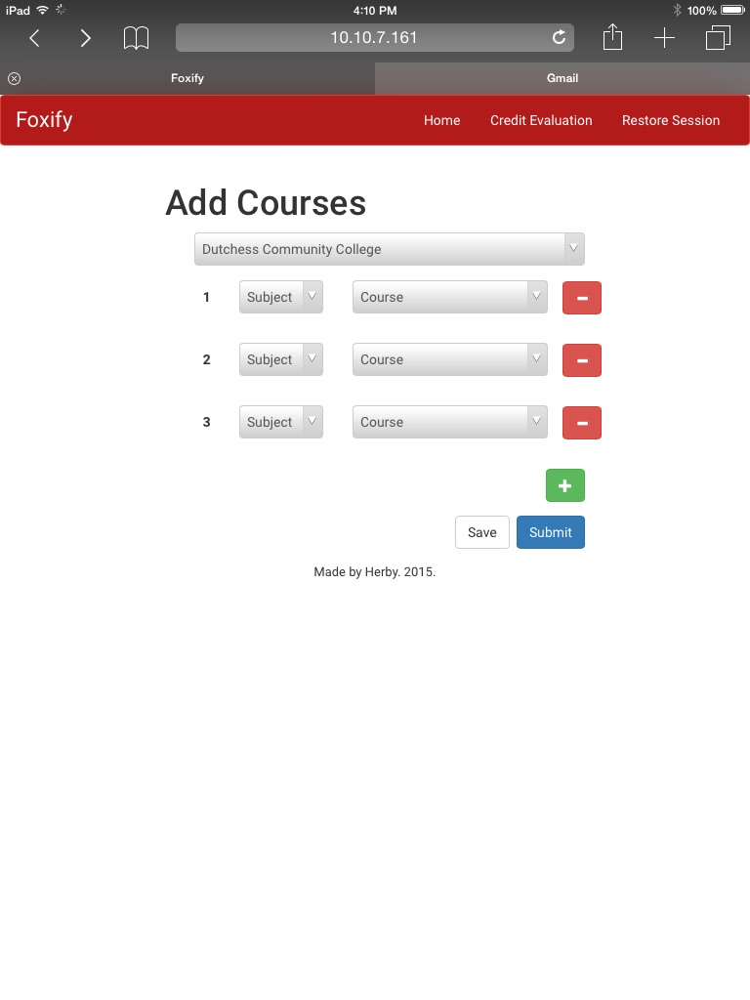 iPad 4:10 PM 100%
10.10.7.161
Foxify Gmail
Foxify Home Credit Evaluation Restore Session
Add Courses
Dutchess Community College
1 Subject Course
2 Subject Course
3 Subject Course
Save Submit
Made by Herby. 2015.